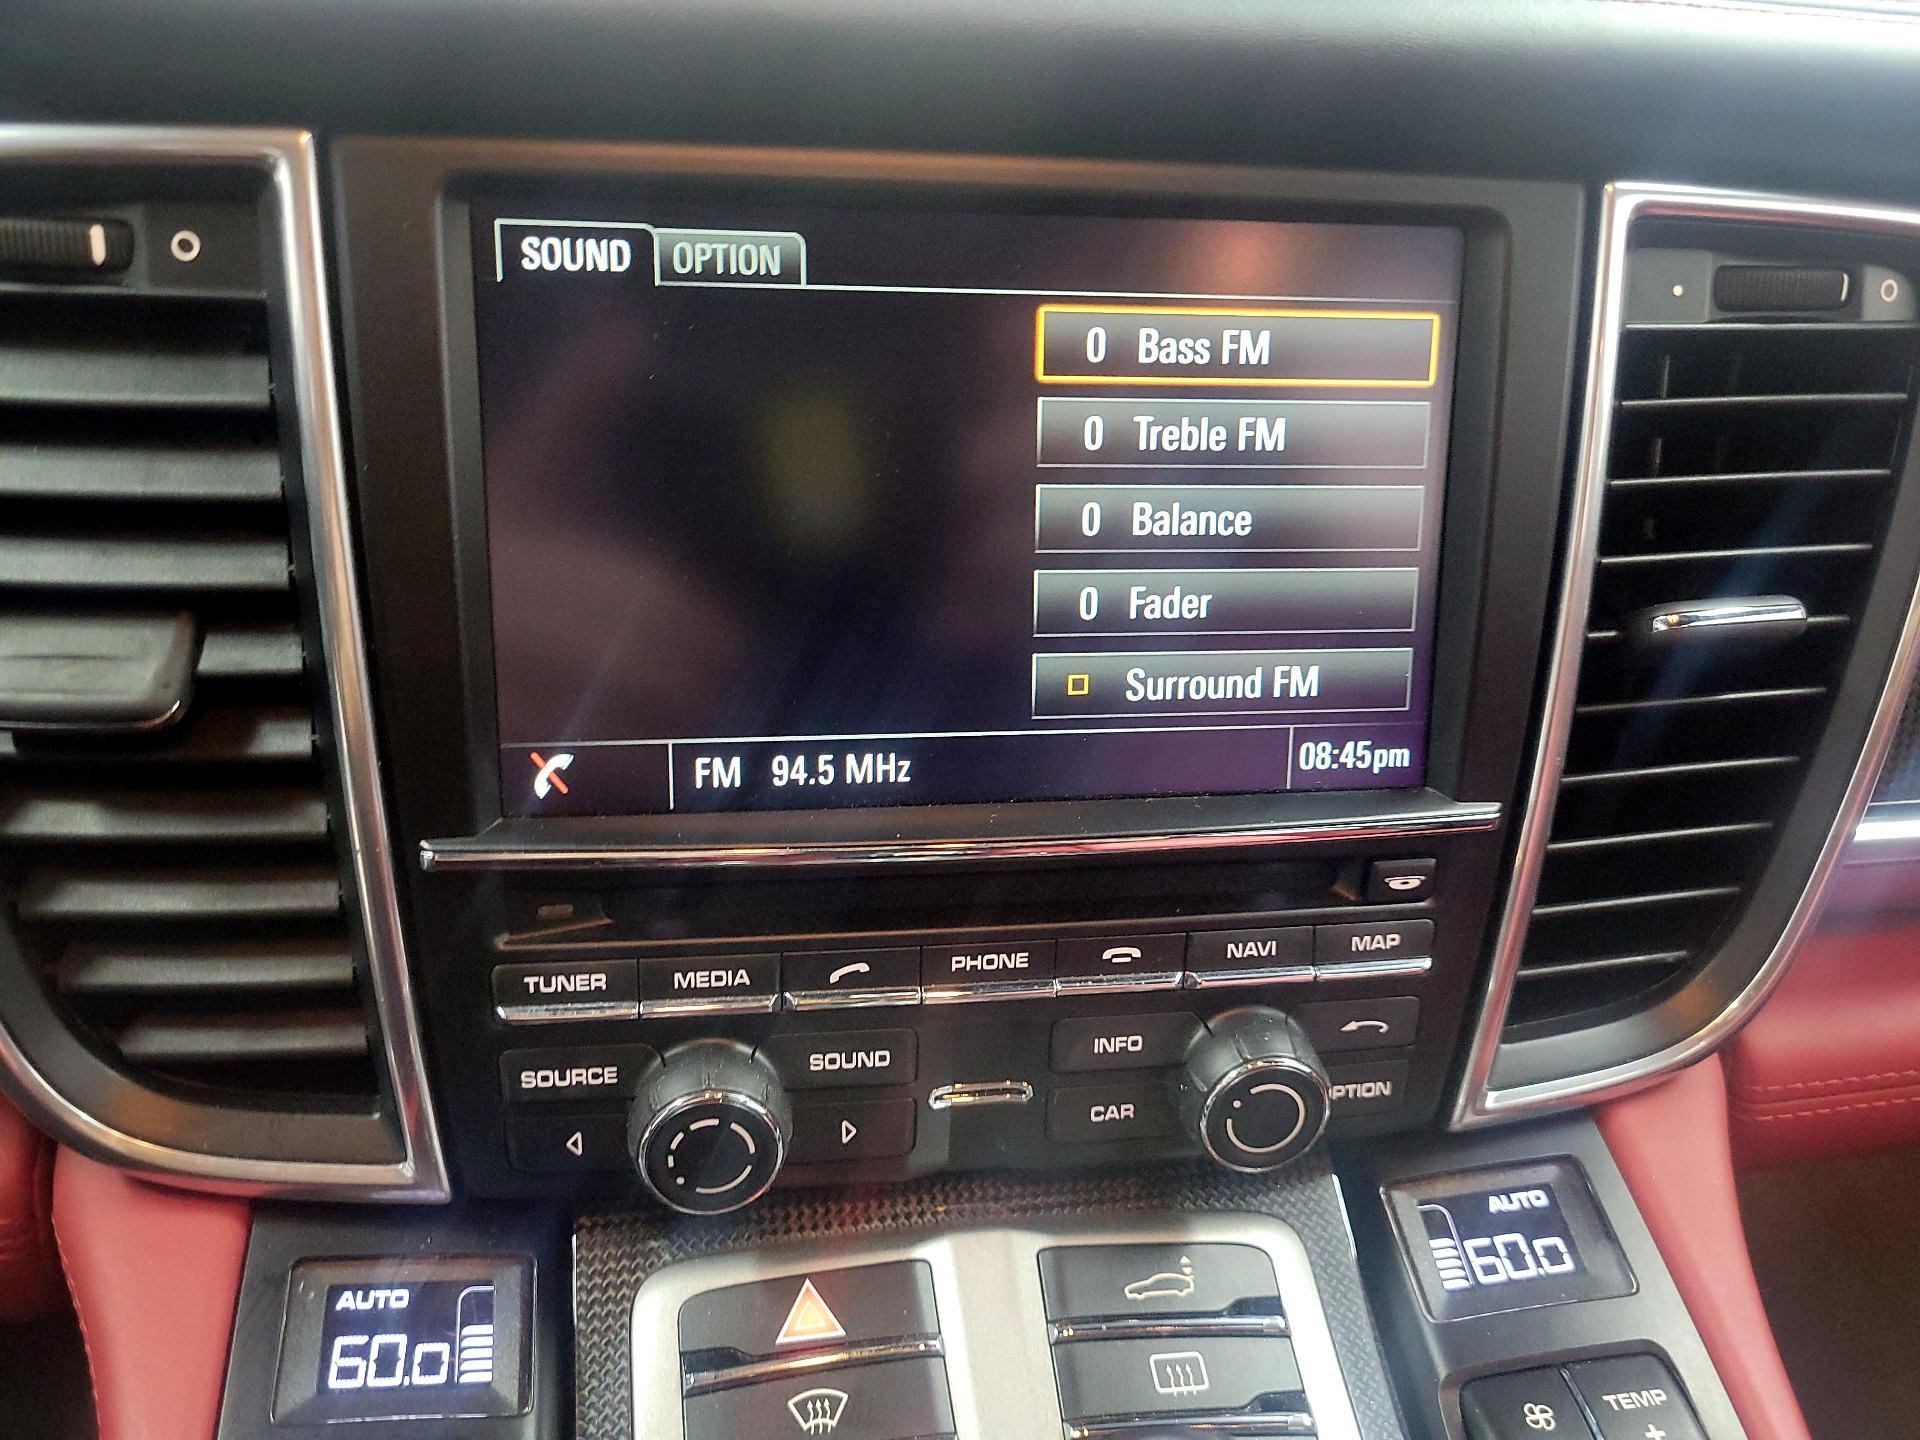 SOUND OPTION
0 Bass FM
0 Treble FM
0 Balance
0 Fader
Surround FM
FM 94.5 MHz 08:45pm
TUNER MEDIA PHONE NAVI MAP
SOURCE SOUND INFO
CAR PTION
AUTO
60.0
AUTO
60.0
TEMP
+